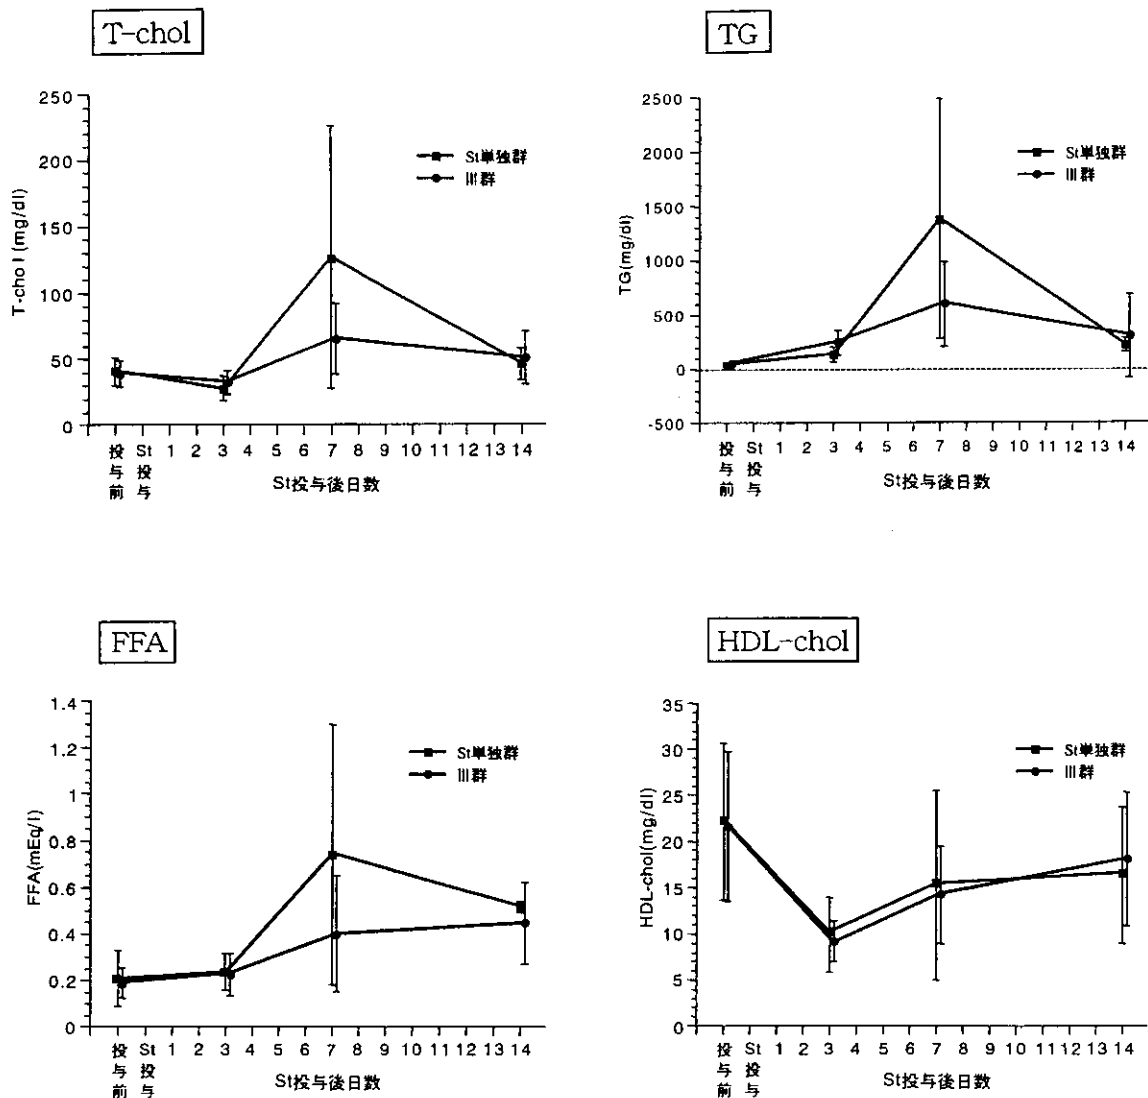 T-chol
250
200
150
100
50
0
T-chol (mg/dl)
St単独群
III群
投与前 St投与 1 2 3 4 5 6 7 8 9 10 11 12 13 14
St投与後日数
TG
2500
2000
1500
1000
500
0
-500
TG(mg/dl)
St単独群
III群
投与前 St投与 1 2 3 4 5 6 7 8 9 10 11 12 13 14
St投与後日数
FFA
1.4
1.2
1
0.8
0.6
0.4
0.2
0
FFA(mEq/l)
St単独群
III群
投与前 St投与 1 2 3 4 5 6 7 8 9 10 11 12 13 14
St投与後日数
HDL-chol
35
30
25
20
15
10
5
0
HDL-chol(mg/dl)
St単独群
III群
投与前 St投与 1 2 3 4 5 6 7 8 9 10 11 12 13 14
St投与後日数